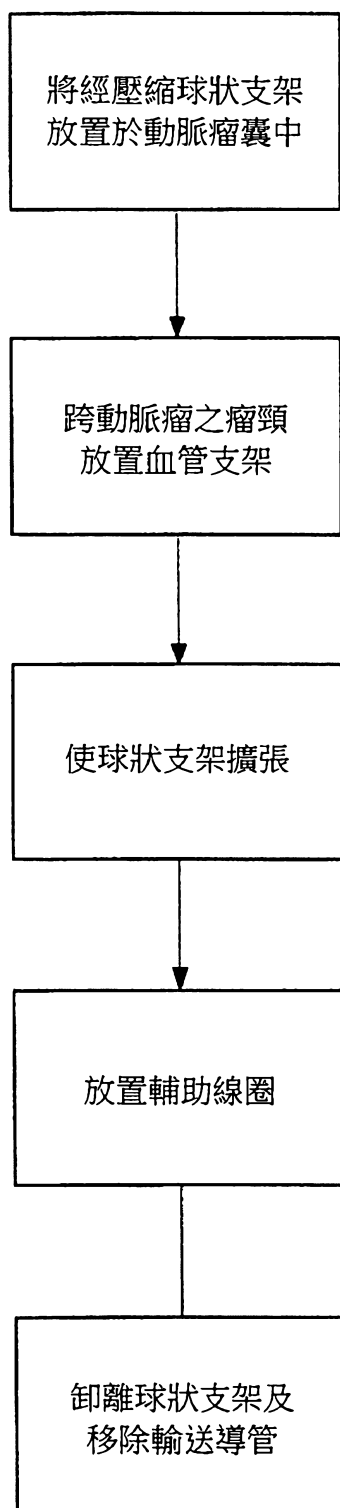 將經壓縮球狀支架
放置於動脈瘤囊中
跨動脈瘤之瘤頸
放置血管支架
使球狀支架擴張
放置輔助線圈
卸離球狀支架及
移除輸送導管